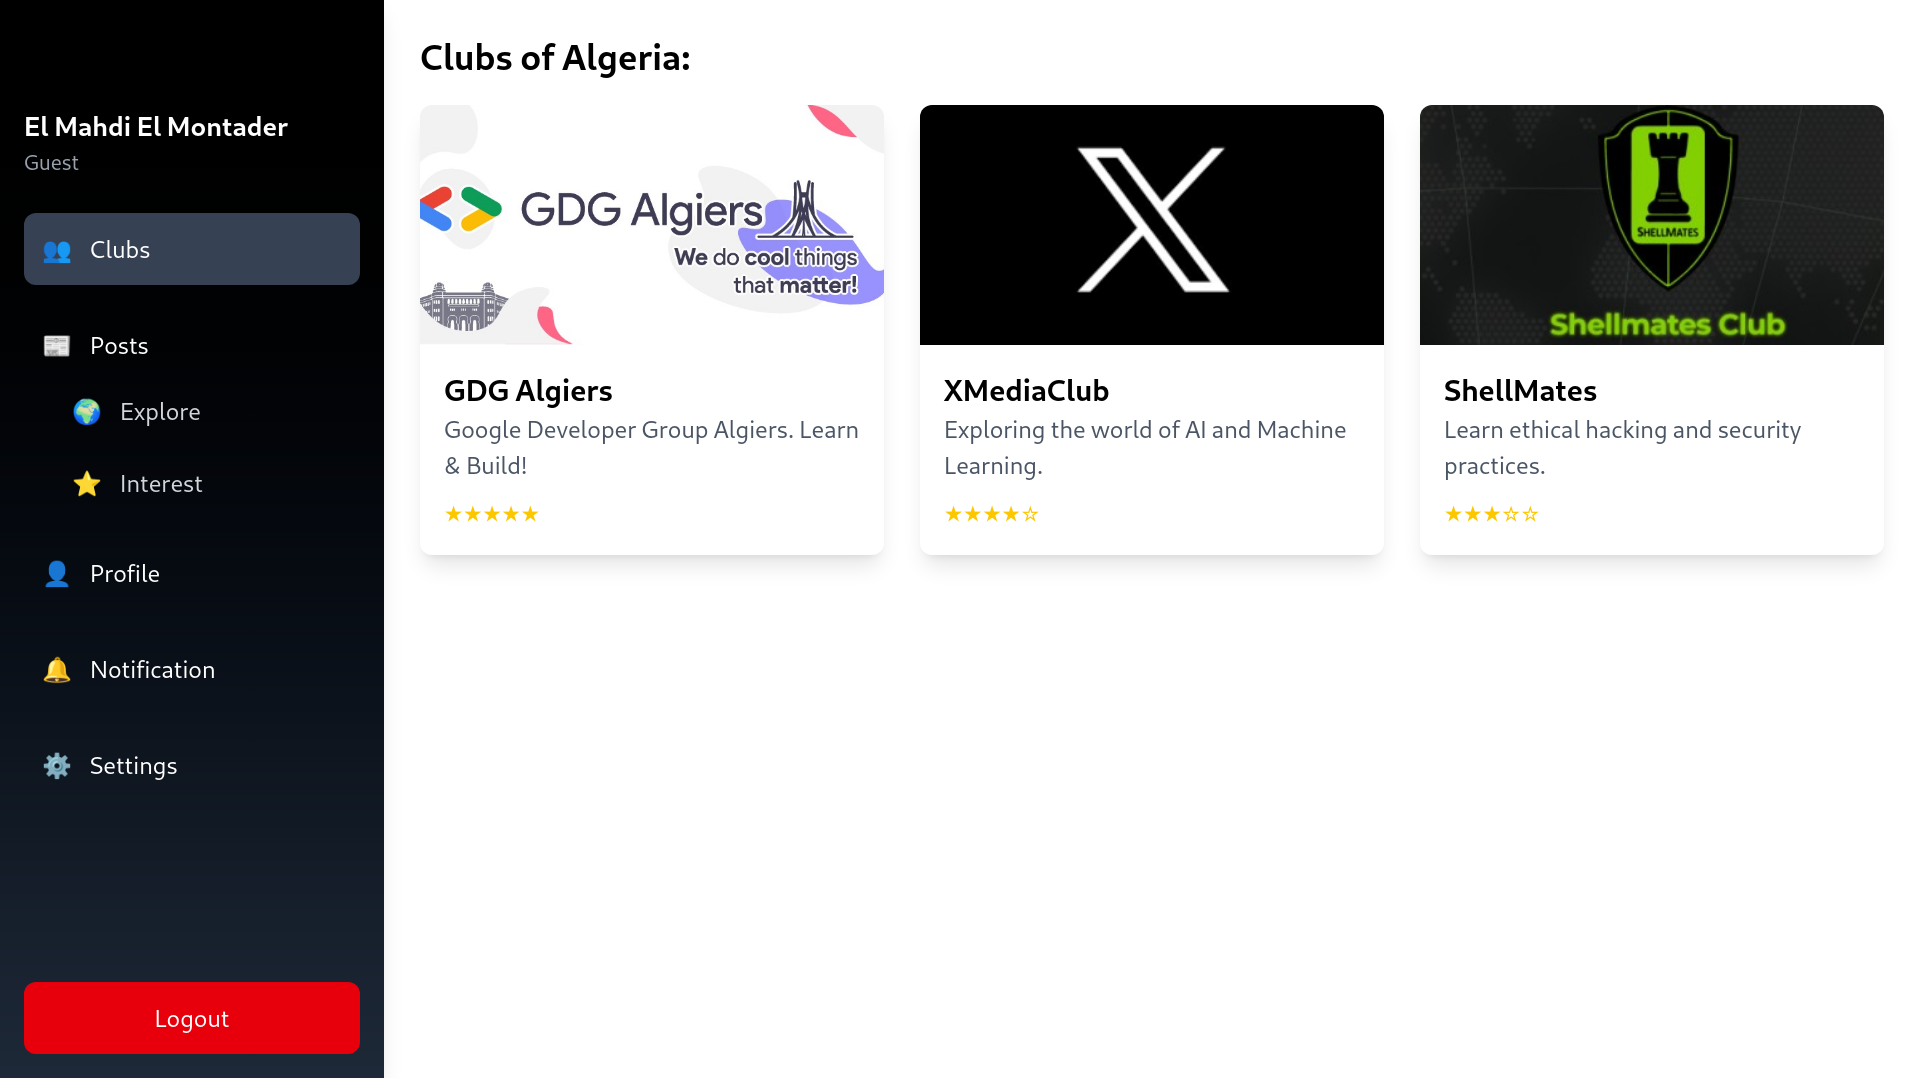 El Mahdi El Montader
Guest
👥 Clubs
📰 Posts
🌍 Explore
⭐ Interest
👤 Profile
🔔 Notification
⚙️ Settings
Logout
Clubs of Algeria:
GDG Algiers
We do cool things
that matter!
GDG Algiers
Google Developer Group Algiers. Learn
& Build!
★★★★★
XMediaClub
Exploring the world of AI and Machine
Learning.
★★★★☆
SHELLMATES
Shellmates Club
ShellMates
Learn ethical hacking and security
practices.
★★★☆☆